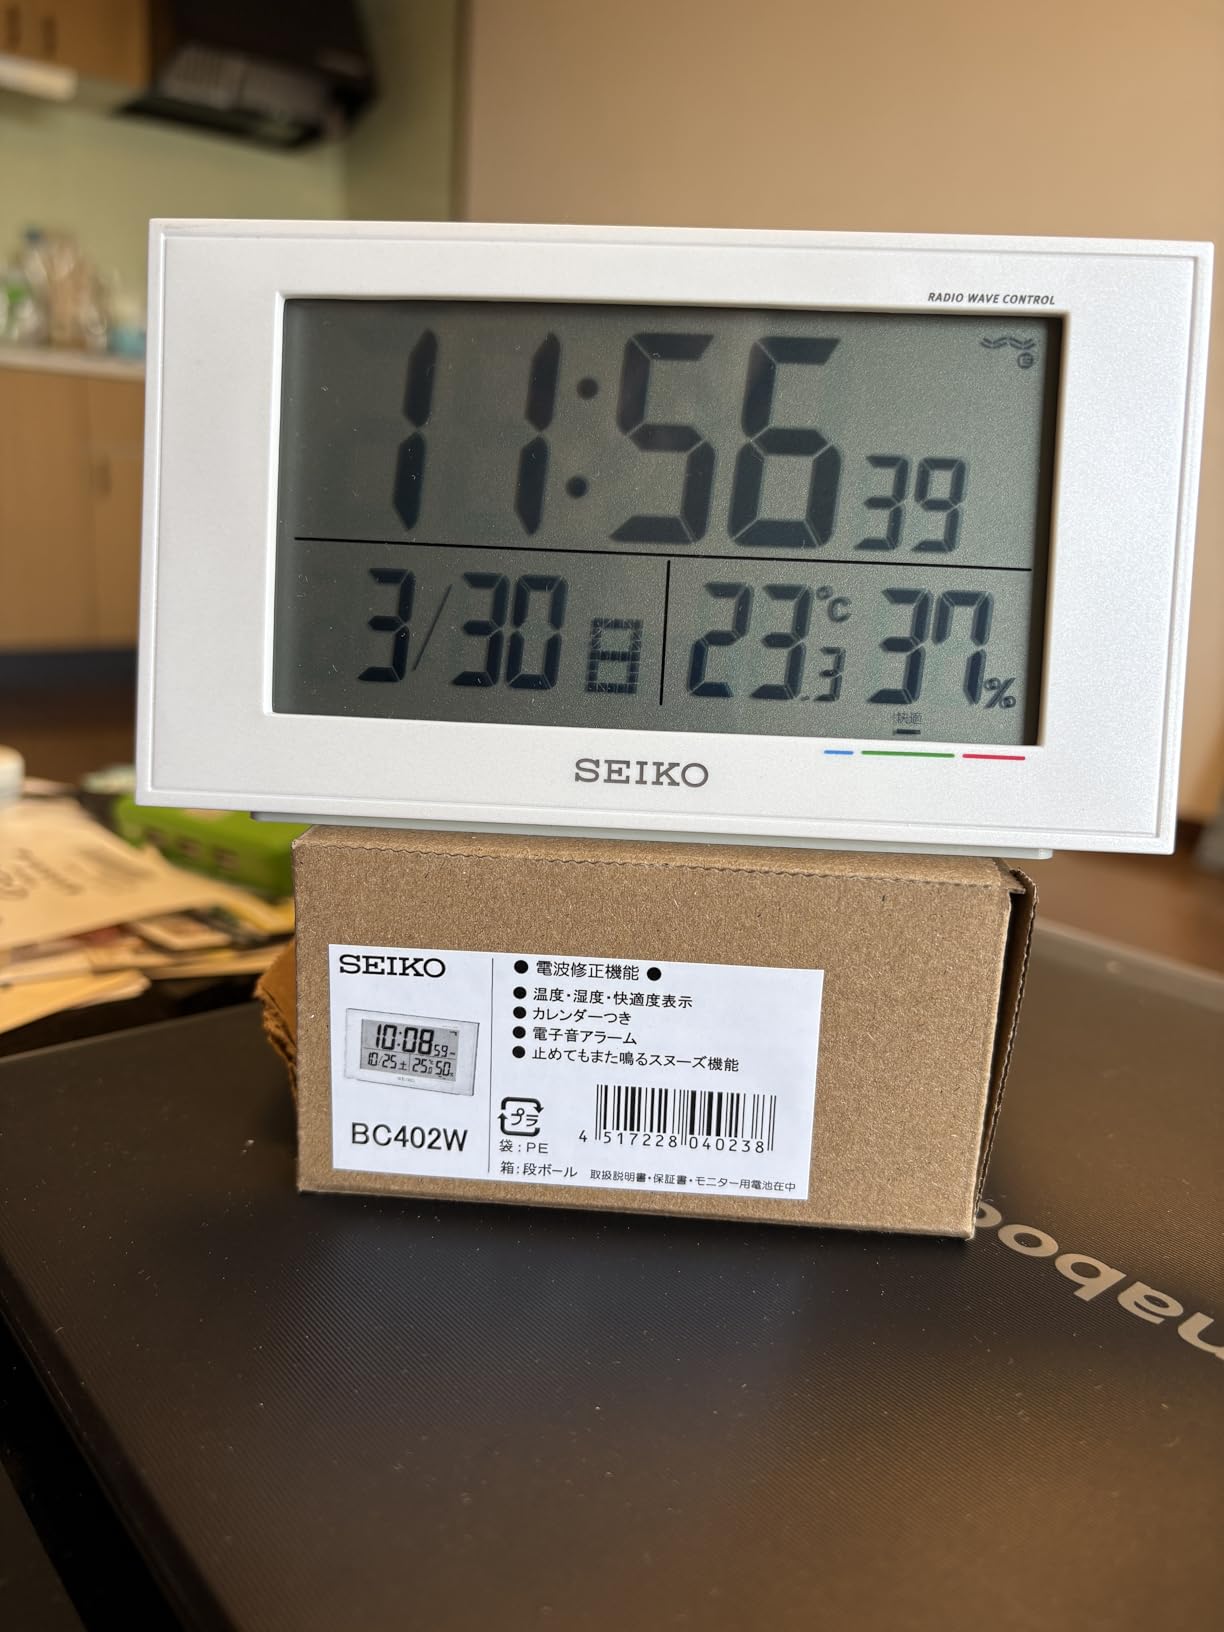 RADIO WAVE CONTROL
11:56 39
3/30 日 23.3 ℃ 37 %
快適
SEIKO
SEIKO
● 電波修正機能 ●
● 温度・湿度・快適度表示
● カレンダーつき
● 電子音アラーム
● 止めてもまた鳴るスヌーズ機能
10:08 59
10/25 土 25.0 ℃ 50 %
SEIKO
BC402W
プラ
袋：PE
箱：段ボール
4 517228 040238
取扱説明書・保証書・モニター用電池在中
naboo